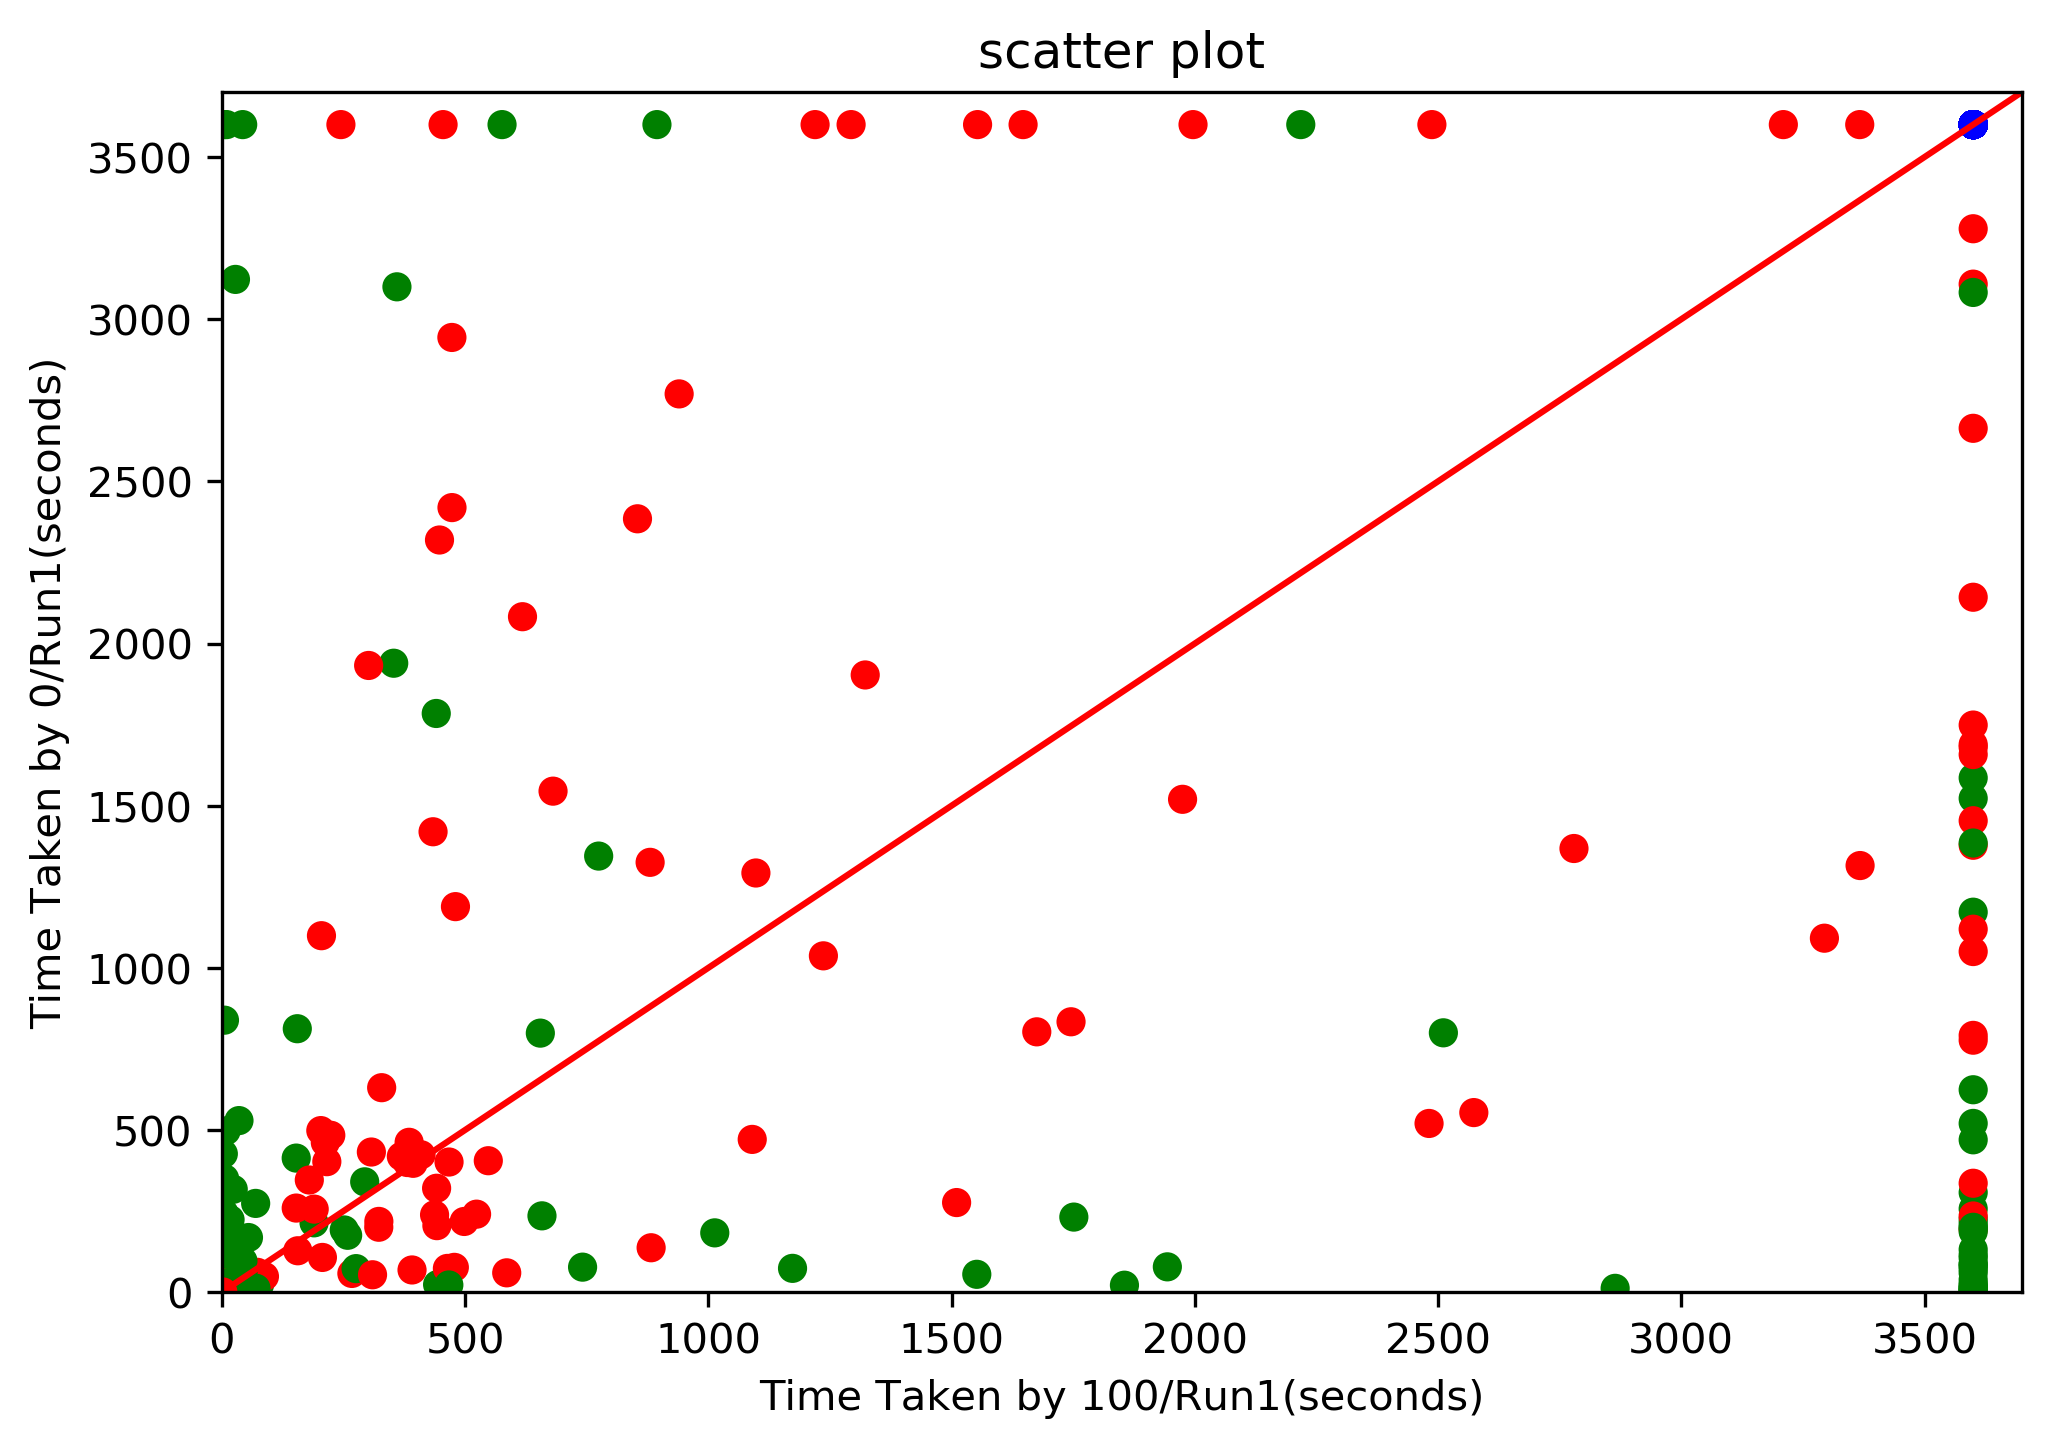 scatter plot
Time Taken by 0/Run1(seconds)
3500
3000
2500
2000
1500
1000
500
0
0 500 1000 1500 2000 2500 3000 3500
Time Taken by 100/Run1(seconds)